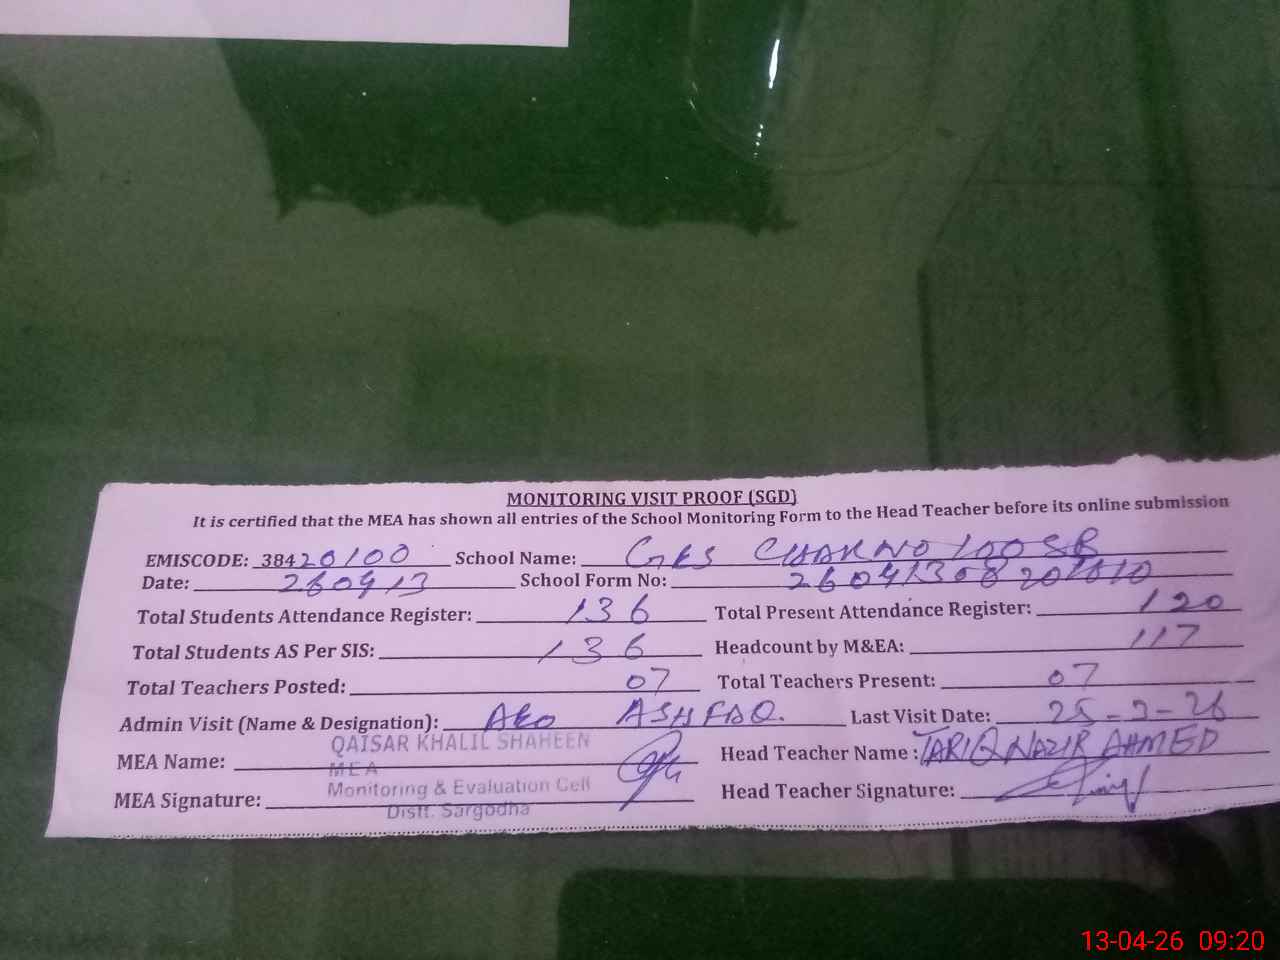 MONITORING VISIT PROOF (SGD)
It is certified that the MEA has shown all entries of the School Monitoring Form to the Head Teacher before its online submission
EMISCODE: 38420100 School Name: GES CHAK NO 100 SB
Date: 260413 School Form No: 26041308201010
Total Students Attendance Register: 136 Total Present Attendance Register: 120
Total Students AS Per SIS: 136 Headcount by M&EA: 117
Total Teachers Posted: 07 Total Teachers Present: 07
Admin Visit (Name & Designation): AEO ASHFAQ. Last Visit Date: 25-3-26
MEA Name: QAISAR KHALIL SHAHEEN Head Teacher Name: TARIQ NAZIR AHMED
MEA
MEA Signature: Monitoring & Evaluation Cell Head Teacher Signature:
Distt. Sargodha
13-04-26 09:20